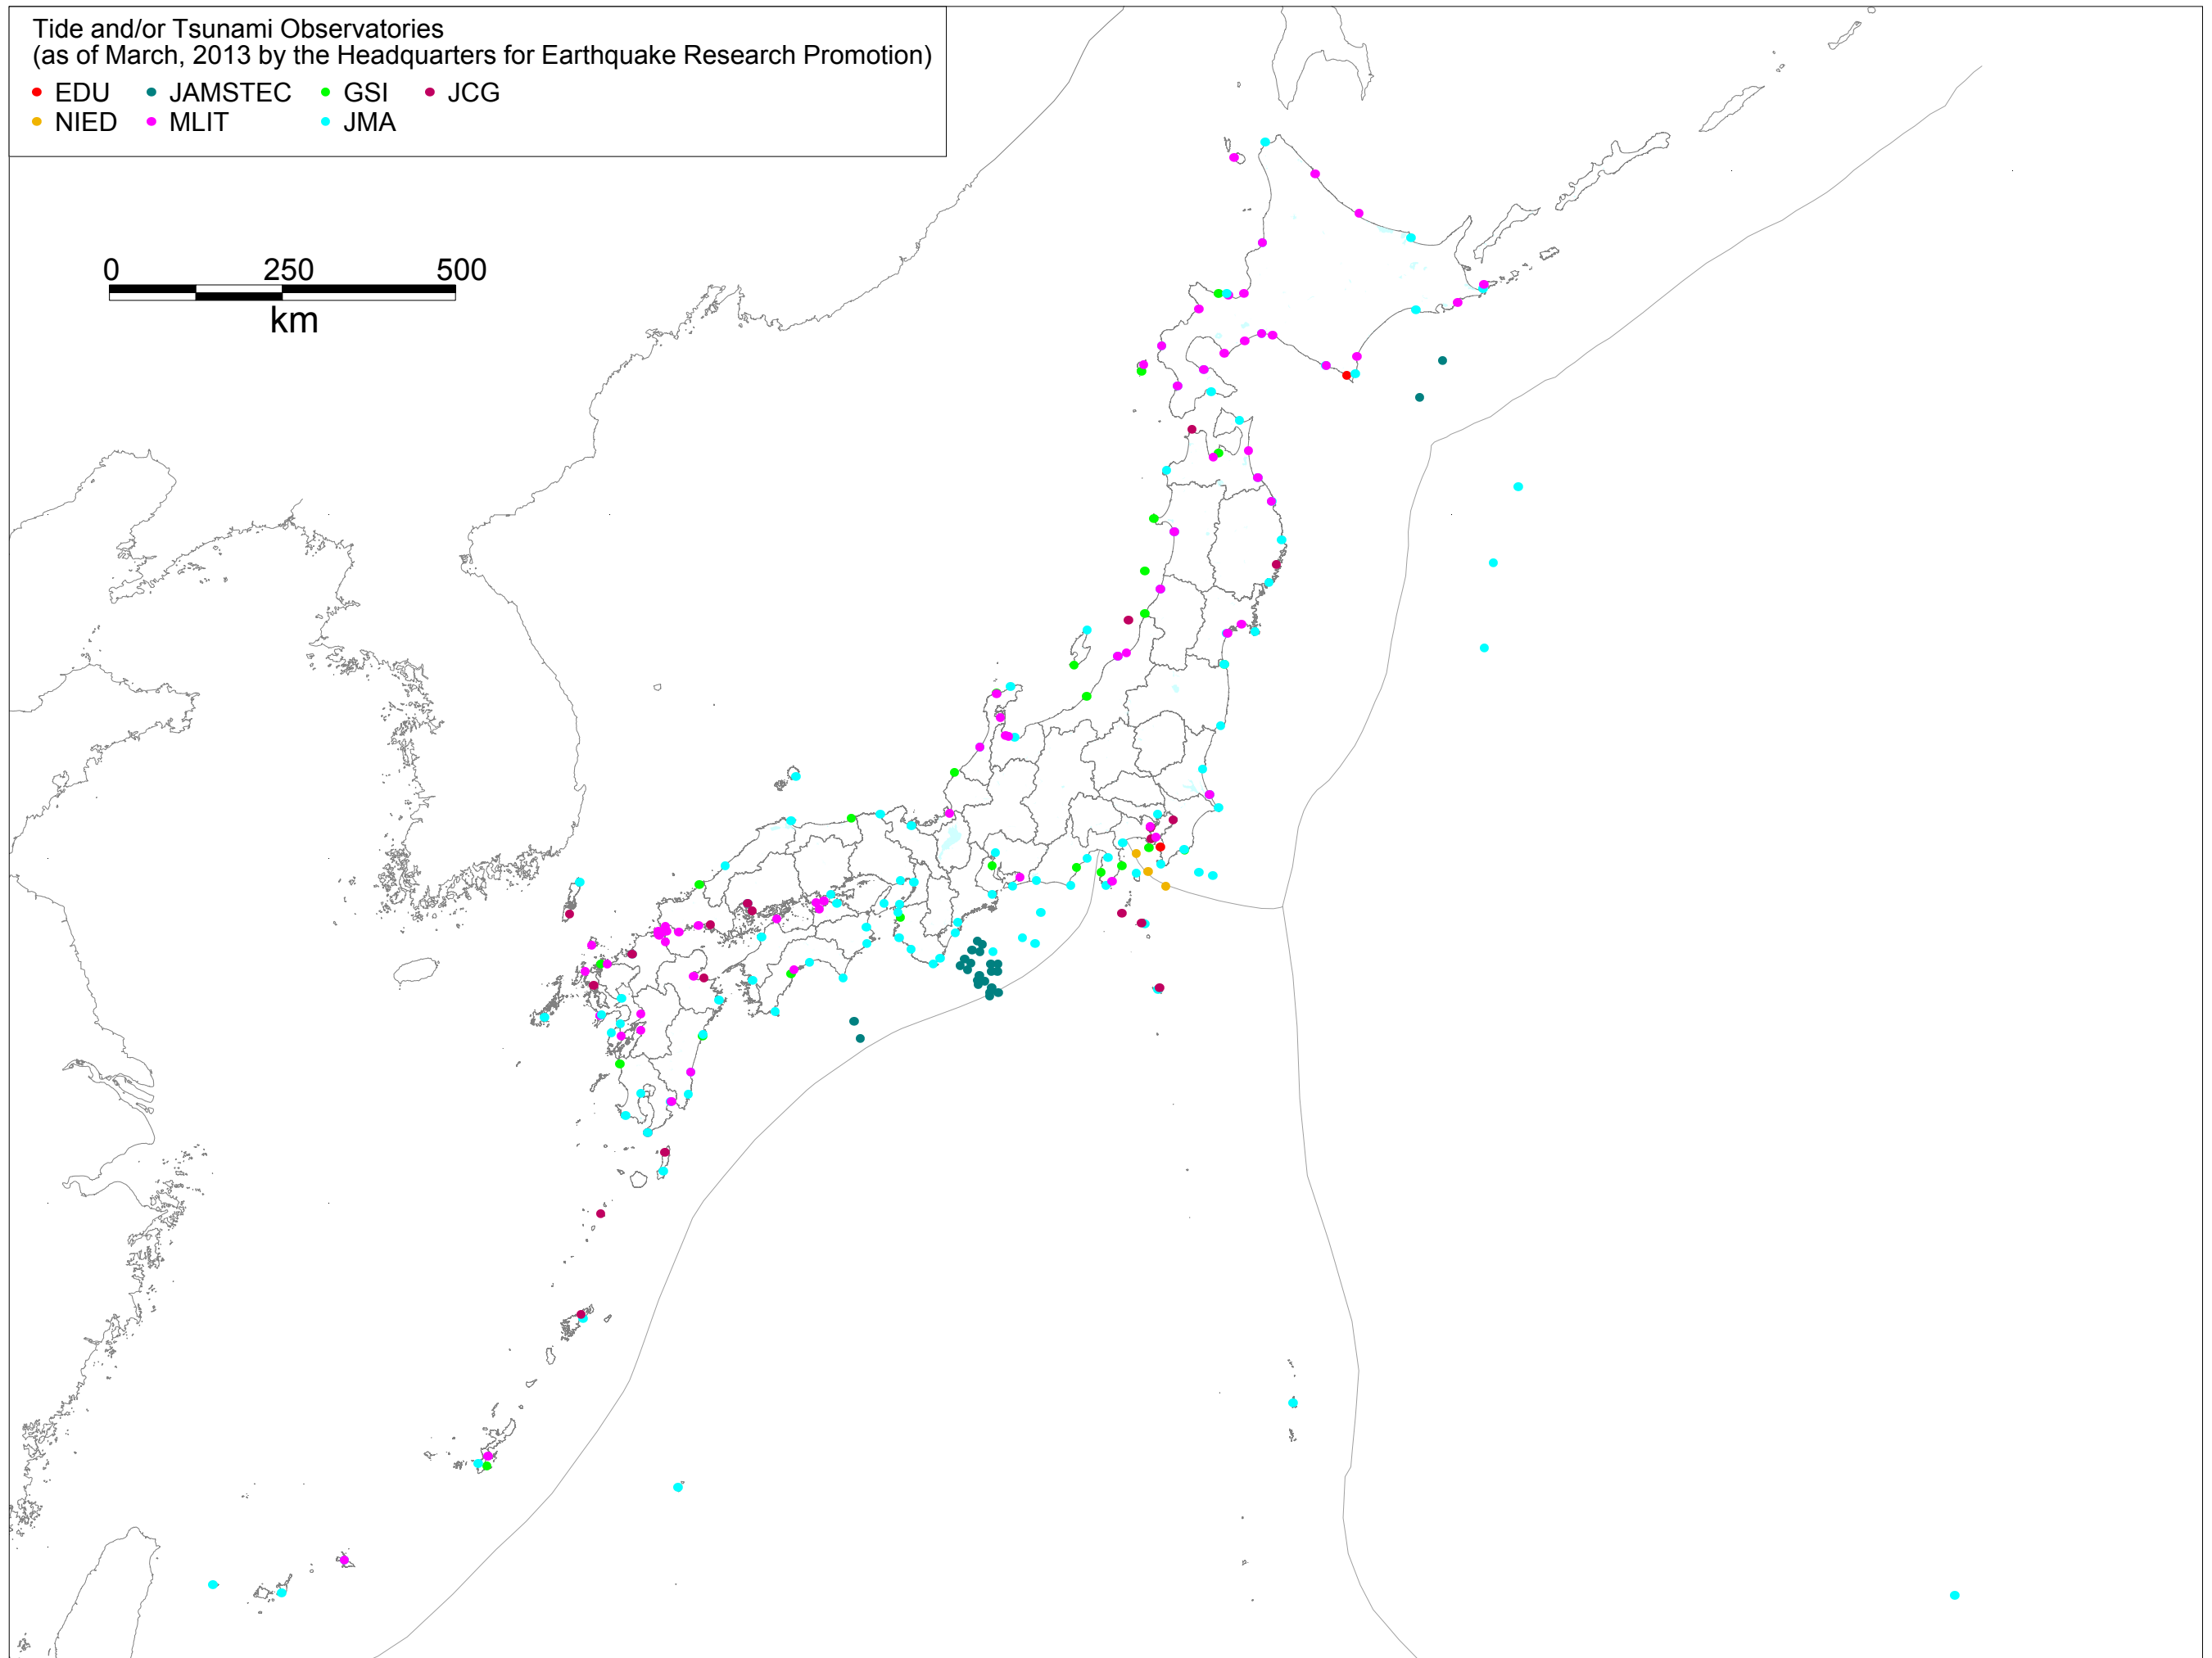 Tide and/or Tsunami Observatories
(as of March, 2013 by the Headquarters for Earthquake Research Promotion)
EDU JAMSTEC GSI JCG
NIED MLIT JMA
0 250 500
km